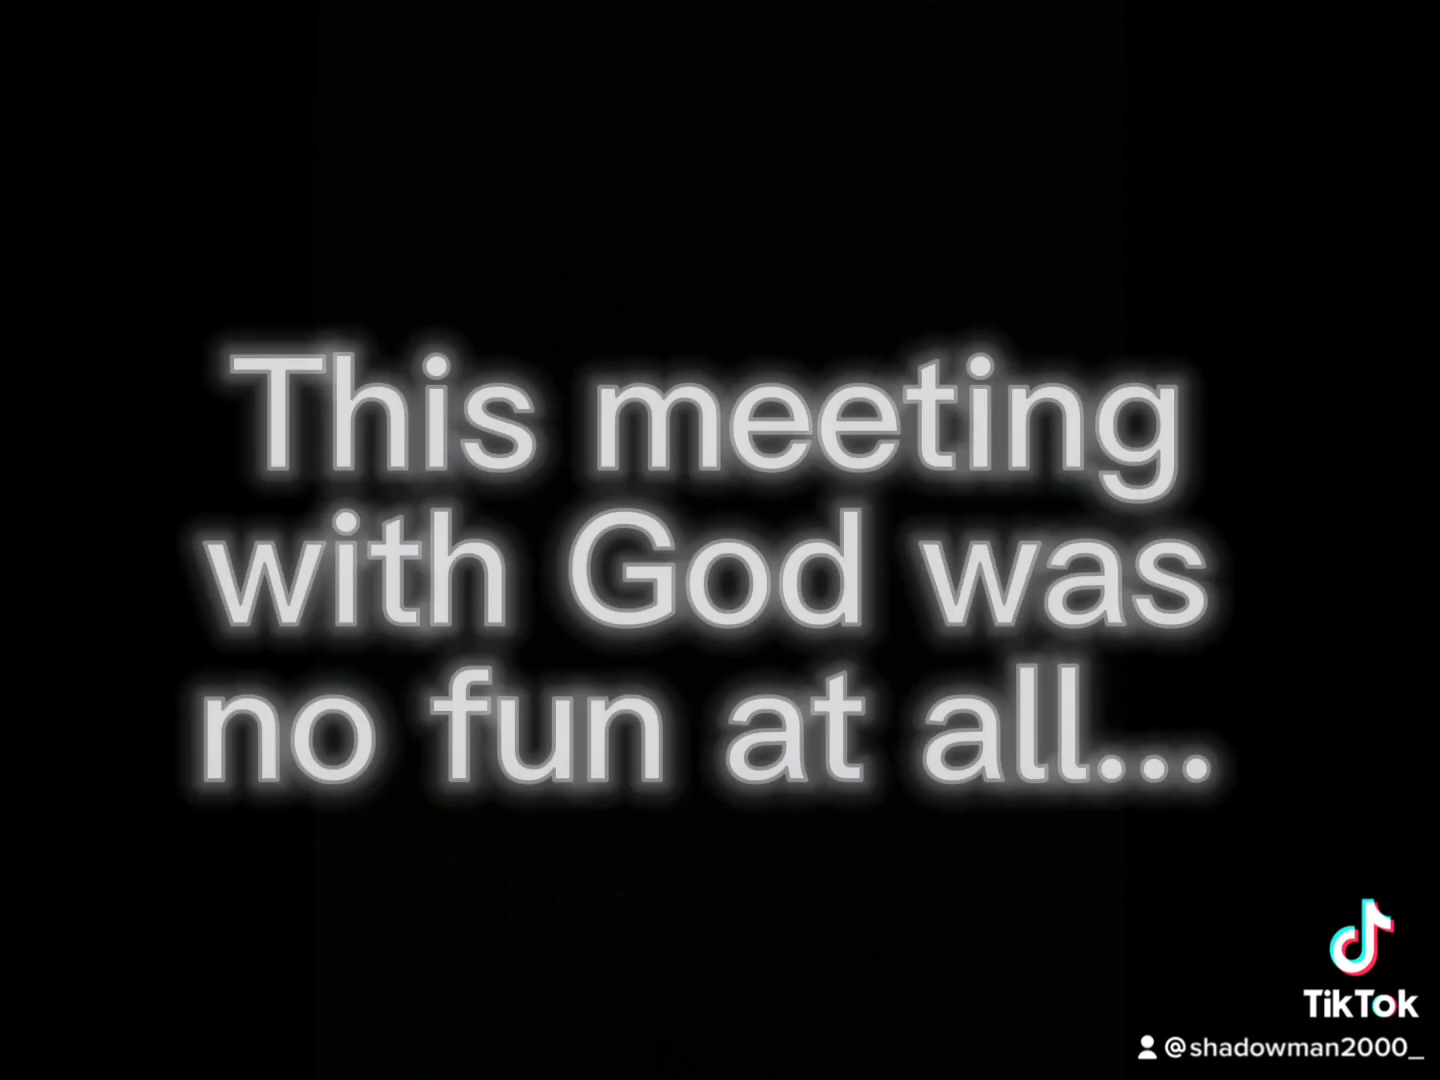 This meeting
with God was
no fun at all...
TikTok
@shadowman2000_